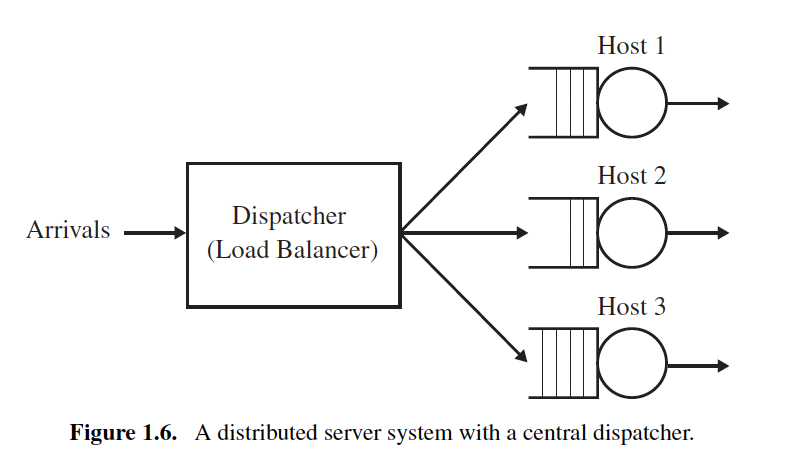 Host 1
Host 2
Arrivals
Dispatcher
(Load Balancer)
Host 3
Figure 1.6. A distributed server system with a central dispatcher.